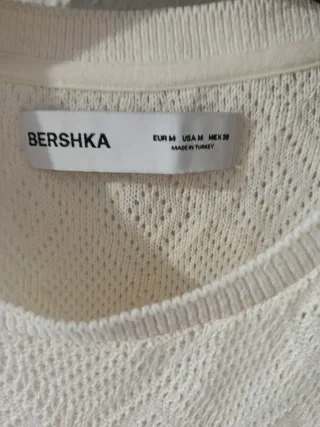 BERSHKA
EUR M USA M MEX 28
MADE IN TURKEY